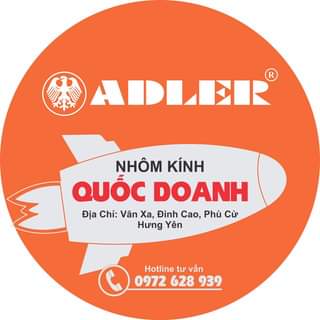 ADLER®
NHÔM KÍNH
QUỐC DOANH
Địa Chỉ: Văn Xa, Đình Cao, Phù Cừ
Hưng Yên
Hotline tư vấn
0972 628 939